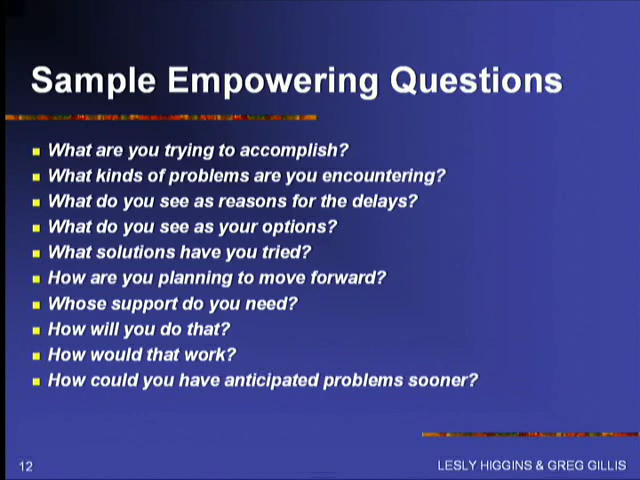 Sample Empowering Questions
What are you trying to accomplish?
What kinds of problems are you encountering?
What do you see as reasons for the delays?
What do you see as your options?
What solutions have you tried?
How are you planning to move forward?
Whose support do you need?
How will you do that?
How would that work?
How could you have anticipated problems sooner?
12
LESLY HIGGINS & GREG GILLIS